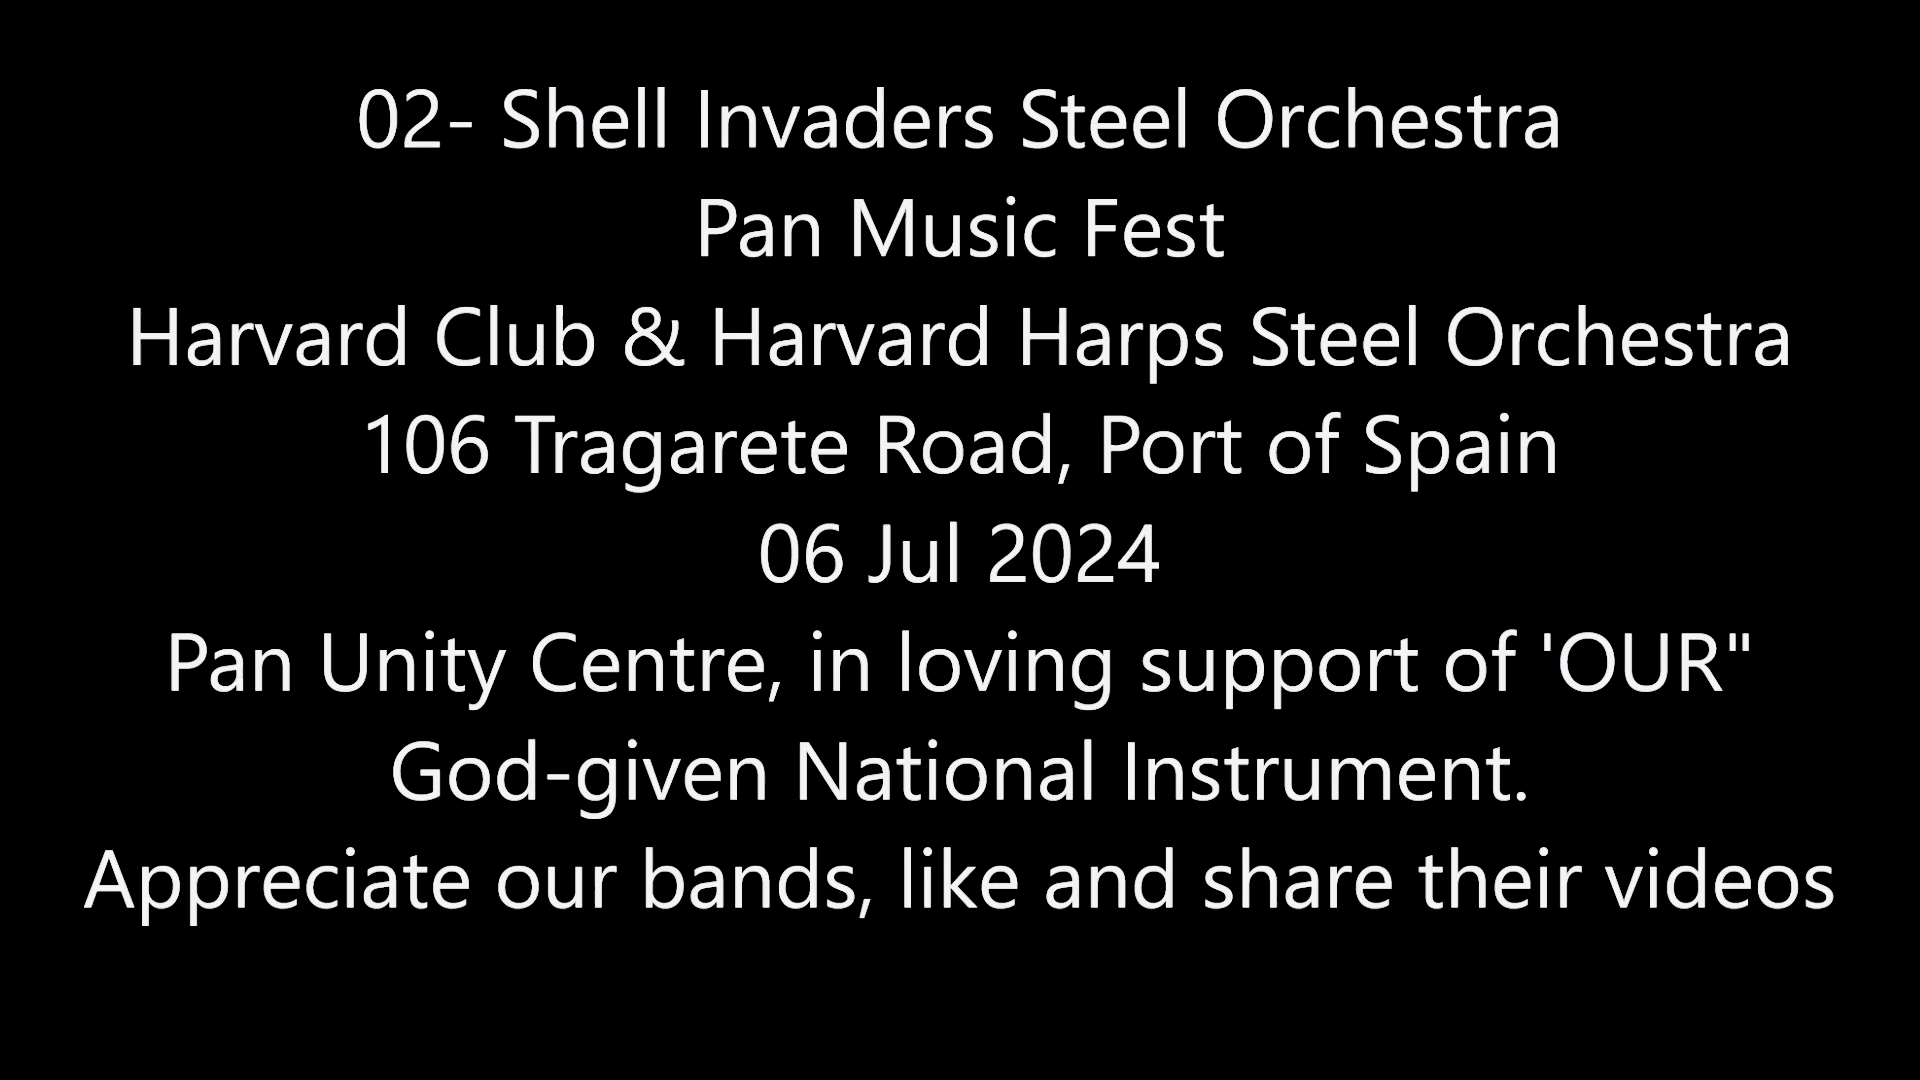 02- Shell Invaders Steel Orchestra
Pan Music Fest
Harvard Club & Harvard Harps Steel Orchestra
106 Tragarete Road, Port of Spain
06 Jul 2024
Pan Unity Centre, in loving support of 'OUR"
God-given National Instrument.
Appreciate our bands, like and share their videos